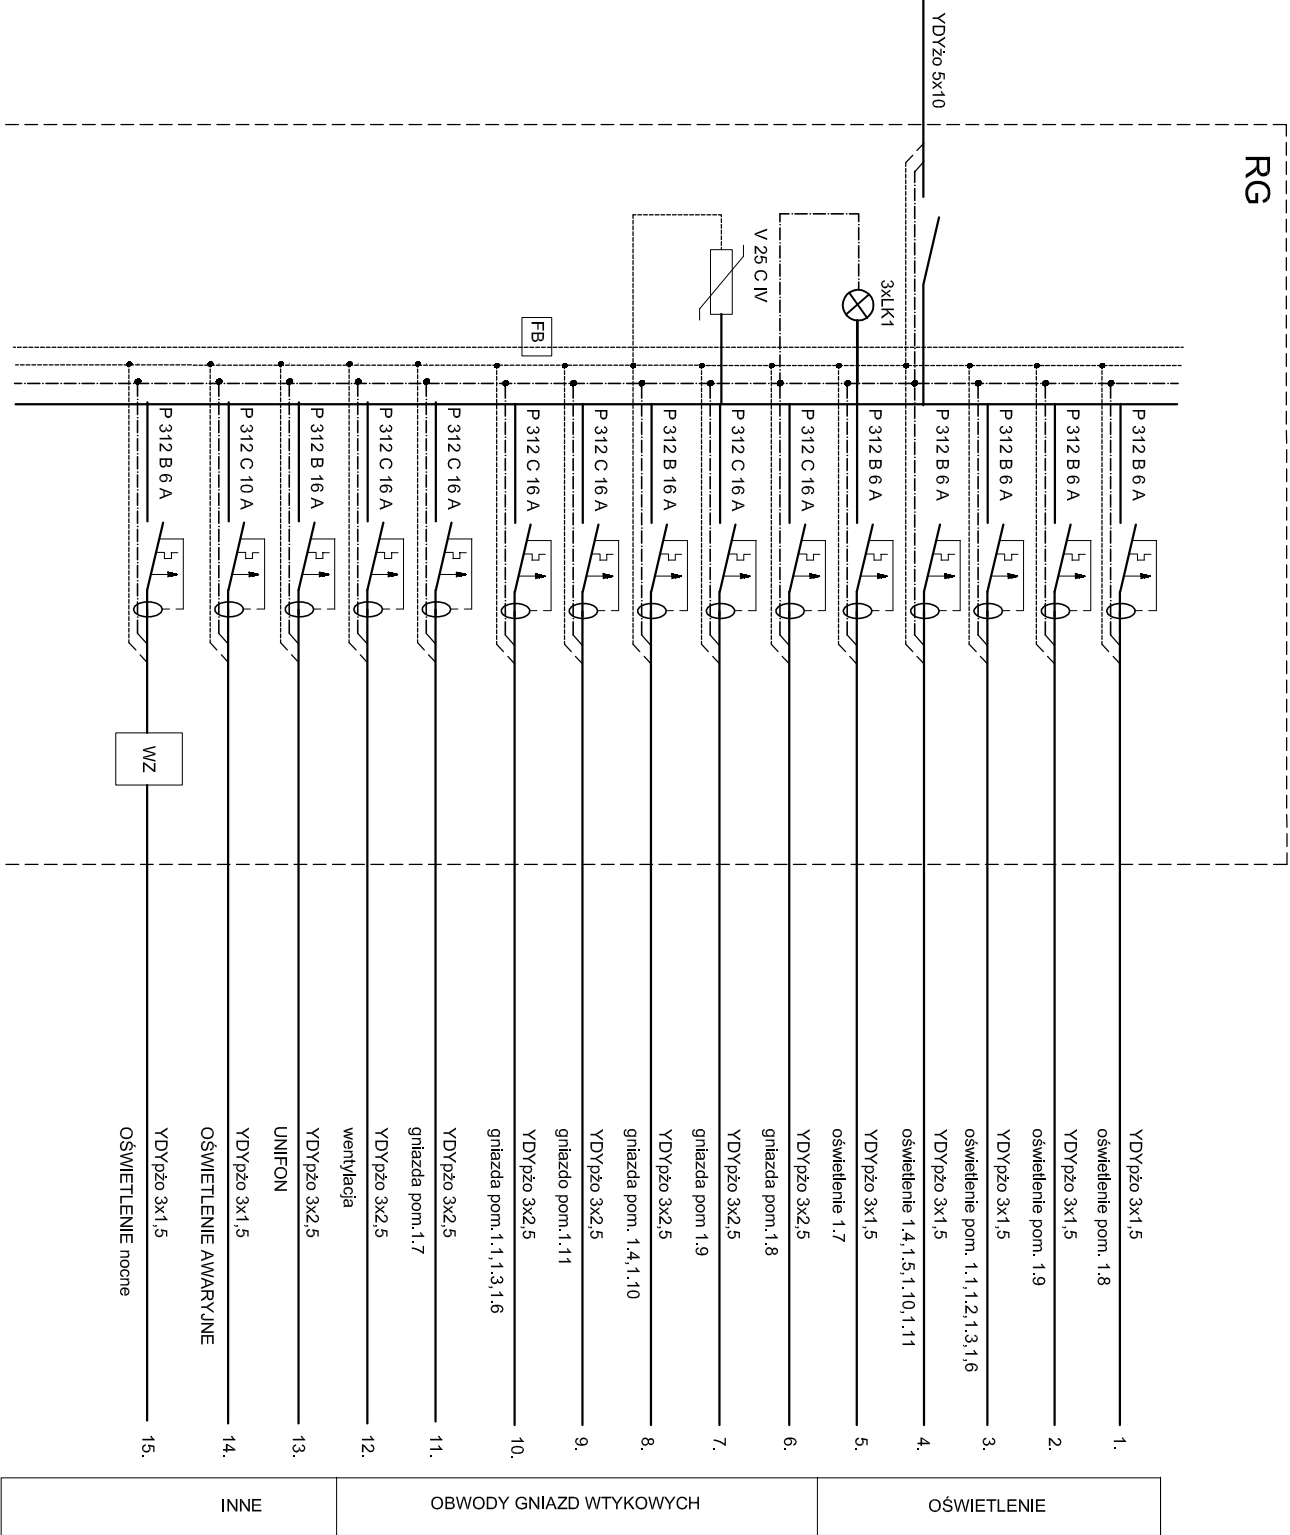 RG
YDYżo 5x10
3xLK1
V 25 C IV
FB
P 312 B 6 A
YDYpżo 3x1,5
oświetlenie pom. 1.8
1.
P 312 B 6 A
YDYpżo 3x1,5
oświetlenie pom. 1.9
2.
P 312 B 6 A
YDYpżo 3x1,5
oświetlenie pom. 1.1,1.2,1.3,1,6
3.
P 312 B 6 A
YDYpżo 3x1,5
oświetlenie 1.4,1.5,1.10,1.11
4.
P 312 B 6 A
YDYpżo 3x1,5
oświetlenie 1.7
5.
P 312 C 16 A
YDYpżo 3x2,5
gniazda pom.1.8
6.
P 312 C 16 A
YDYpżo 3x2,5
gniazda pom 1.9
7.
P 312 B 16 A
YDYpżo 3x2,5
gniazda pom. 1.4,1.10
8.
P 312 C 16 A
YDYpżo 3x2,5
gniazdo pom.1.11
9.
P 312 C 16 A
YDYpżo 3x2,5
gniazda pom.1.1,1.3,1.6
10.
P 312 C 16 A
YDYpżo 3x2,5
gniazda pom.1.7
11.
P 312 C 16 A
YDYpżo 3x2,5
wentylacja
12.
P 312 B 16 A
YDYpżo 3x2,5
UNIFON
13.
P 312 C 10 A
YDYpżo 3x1,5
OŚWIETLENIE AWARYJNE
14.
P 312 B 6 A
WZ
YDYpżo 3x1,5
OŚWIETLENIE nocne
15.
INNE
OBWODY GNIAZD WTYKOWYCH
OŚWIETLENIE